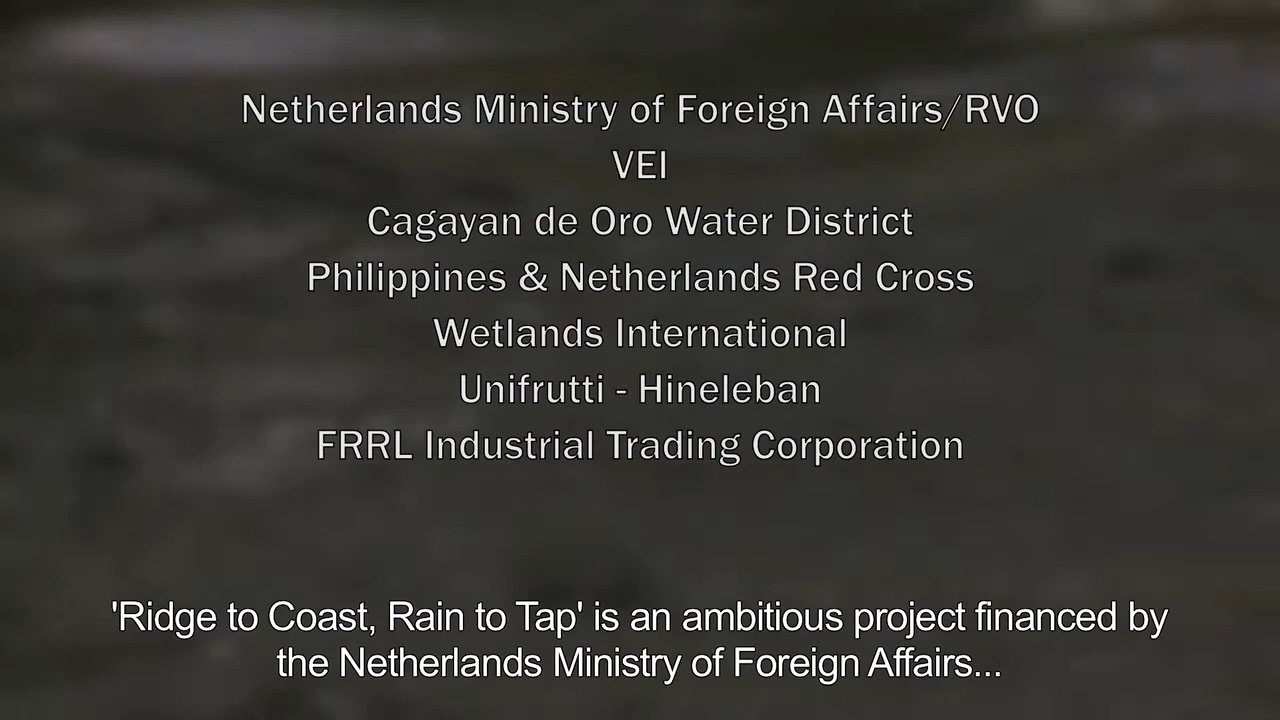 Netherlands Ministry of Foreign Affairs/RVO
VEI
Cagayan de Oro Water District
Philippines & Netherlands Red Cross
Wetlands International
Unifrutti - Hineleban
FRRL Industrial Trading Corporation
'Ridge to Coast, Rain to Tap' is an ambitious project financed by
the Netherlands Ministry of Foreign Affairs...